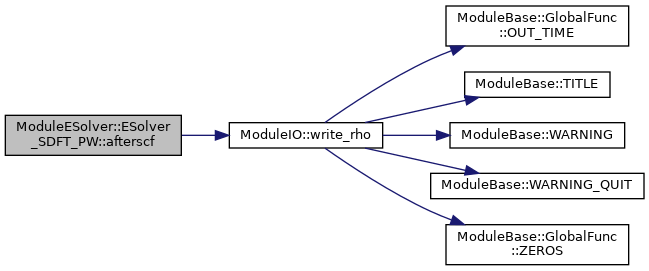 ModuleESolver::ESolver
_SDFT_PW::afterscf
ModuleIO::write_rho
ModuleBase::GlobalFunc
::OUT_TIME
ModuleBase::TITLE
ModuleBase::WARNING
ModuleBase::WARNING_QUIT
ModuleBase::GlobalFunc
::ZEROS